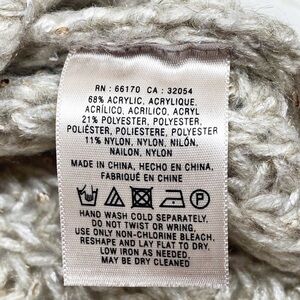 RN : 66170 CA : 32054
68% ACRYLIC, ACRYLIQUE,
ACRÍLICO, ACRILICO, ACRYL
21% POLYESTER, POLYESTER,
POLIÉSTER, POLIESTERE, POLYESTER
11% NYLON, NYLON, NILÓN,
NAILON, NYLON
MADE IN CHINA, HECHO EN CHINA,
FABRIQUÉ EN CHINE
HAND WASH COLD SEPARATELY,
DO NOT TWIST OR WRING.
USE ONLY NON-CHLORINE BLEACH.
RESHAPE AND LAY FLAT TO DRY.
LOW IRON AS NEEDED.
MAY BE DRY CLEANED